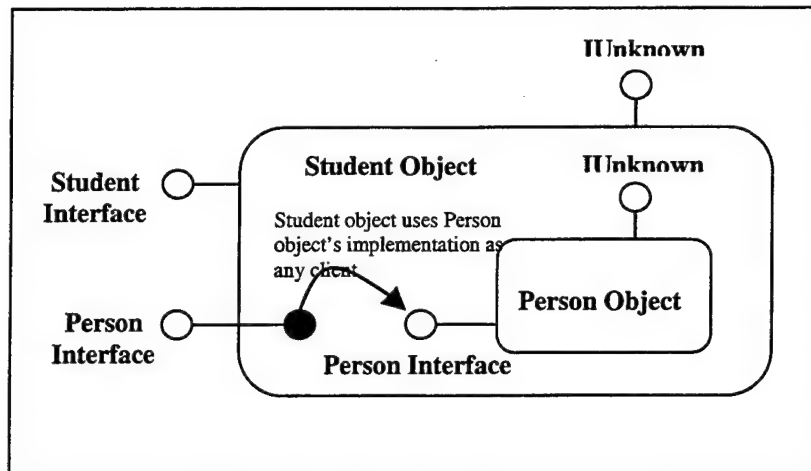 IUnknown
Student Object
IUnknown
Student
Interface
Student object uses Person
object's implementation as
any client
Person Object
Person
Interface
Person Interface